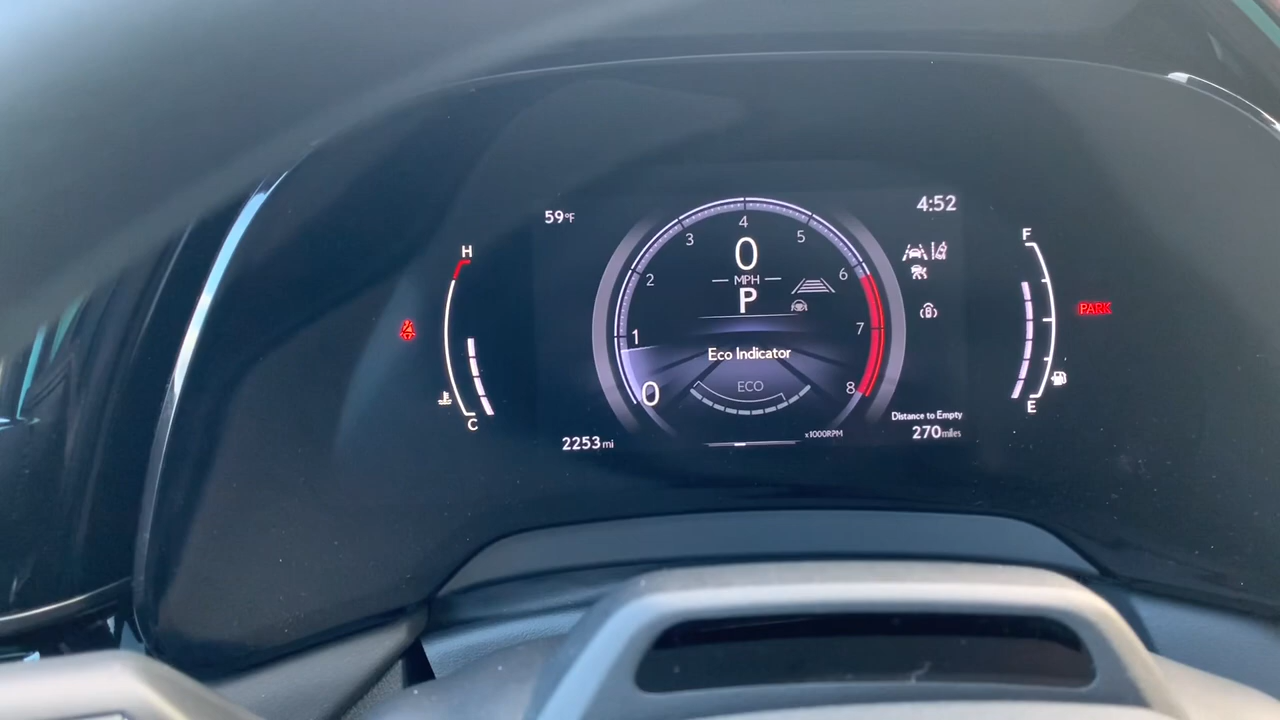 59°F
4:52
H
C
2253 mi
0
1
2
3
4
5
6
7
8
0
MPH
P
Eco Indicator
ECO
x1000RPM
Distance to Empty
270 miles
F
E
PARK